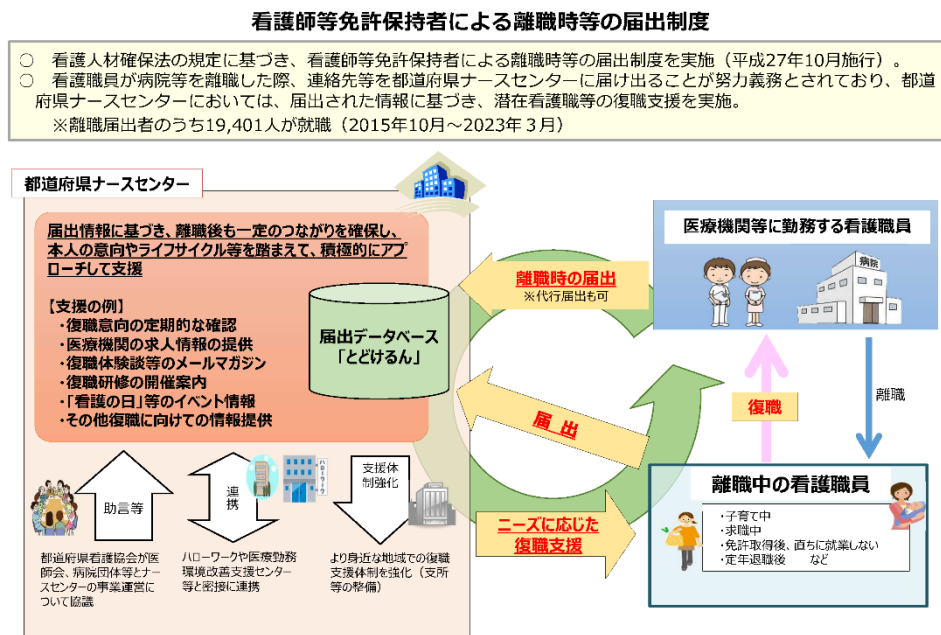 看護師等免許保持者による離職時等の届出制度
○ 看護人材確保法の規定に基づき、看護師等免許保持者による離職時等の届出制度を実施（平成27年10月施行）。
○ 看護職員が病院等を離職した際、連絡先等を都道府県ナースセンターに届け出ることが努力義務とされており、都道
府県ナースセンターにおいては、届出された情報に基づき、潜在看護職等の復職支援を実施。
※離職届出者のうち19,401人が就職（2015年10月～2023年３月）
都道府県ナースセンター
届出情報に基づき、離職後も一定のつながりを確保し、
本人の意向やライフサイクル等を踏まえて、積極的にアプ
ローチして支援
【支援の例】
・復職意向の定期的な確認
・医療機関の求人情報の提供
・復職体験談等のメールマガジン
・復職研修の開催案内
・「看護の日」等のイベント情報
・その他復職に向けての情報提供
届出データベース
「とどけるん」
離職時の届出
※代行届出も可
届 出
ニーズに応じた
復職支援
医療機関等に勤務する看護職員
病院
復職
離職
離職中の看護職員
・子育て中
・求職中
・免許取得後、直ちに就業しない
・定年退職後 など
助言等
連携
ハローワーク
支援体
制強化
都道府県看護協会が医
師会、病院団体等とナー
スセンターの事業運営に
ついて協議
ハローワークや医療勤務
環境改善支援センター
等と密接に連携
より身近な地域での復職
支援体制を強化（支所
等の整備）